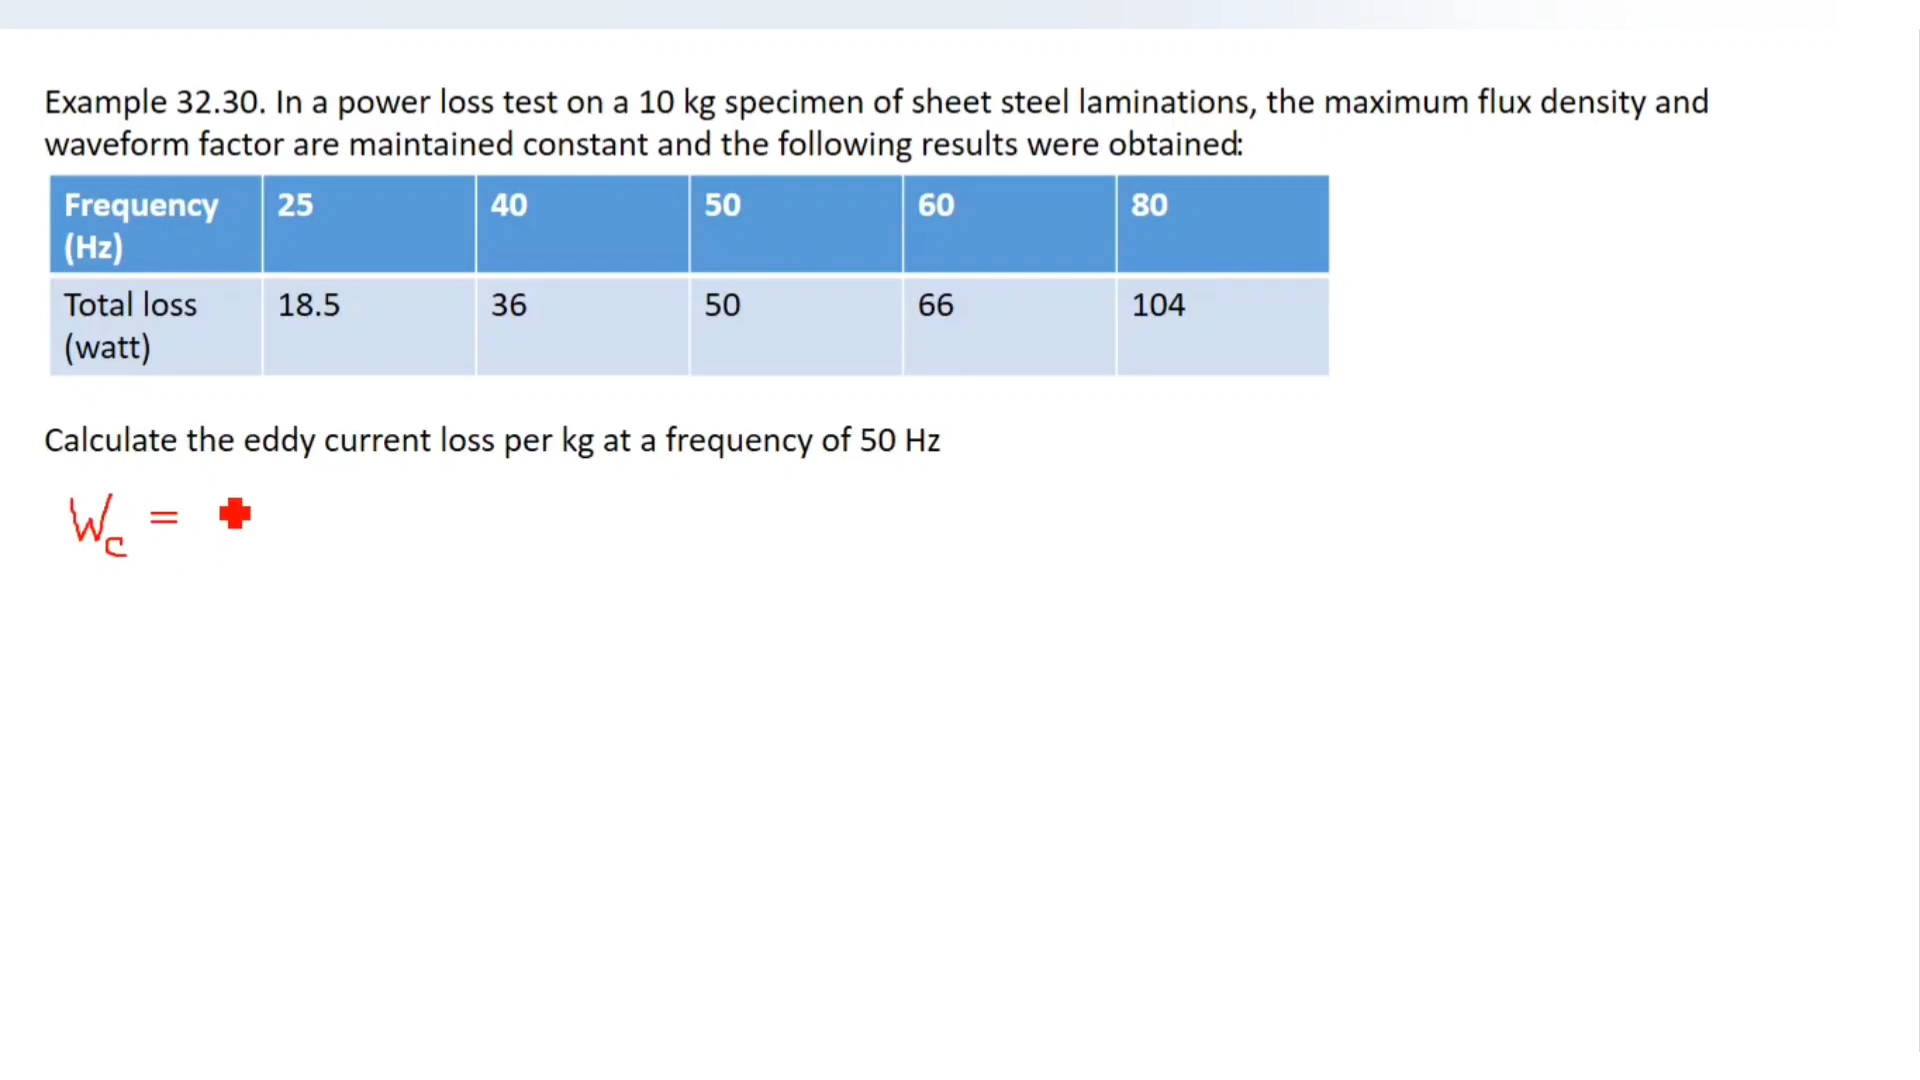 Example 32.30. In a power loss test on a 10 kg specimen of sheet steel laminations, the maximum flux density and
waveform factor are maintained constant and the following results were obtained:
Frequency (Hz) 25 40 50 60 80
Total loss (watt) 18.5 36 50 66 104
Calculate the eddy current loss per kg at a frequency of 50 Hz
Wc =